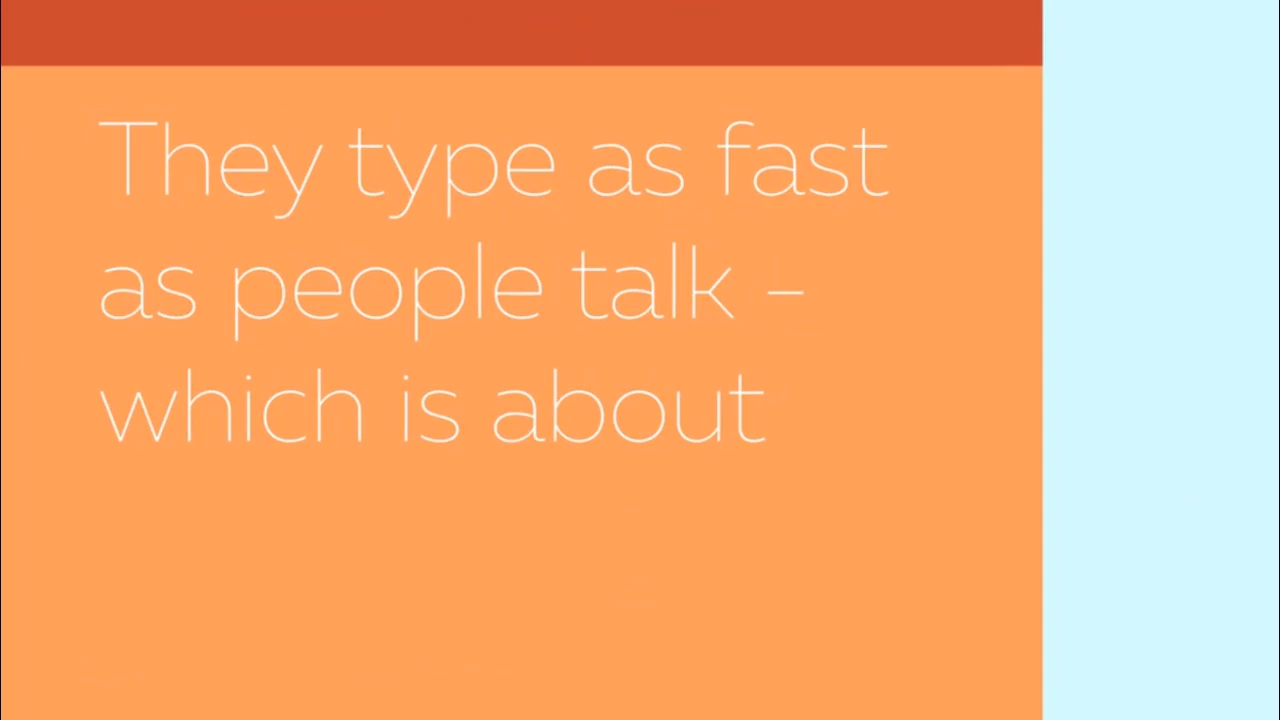 They type as fast
as people talk –
which is about